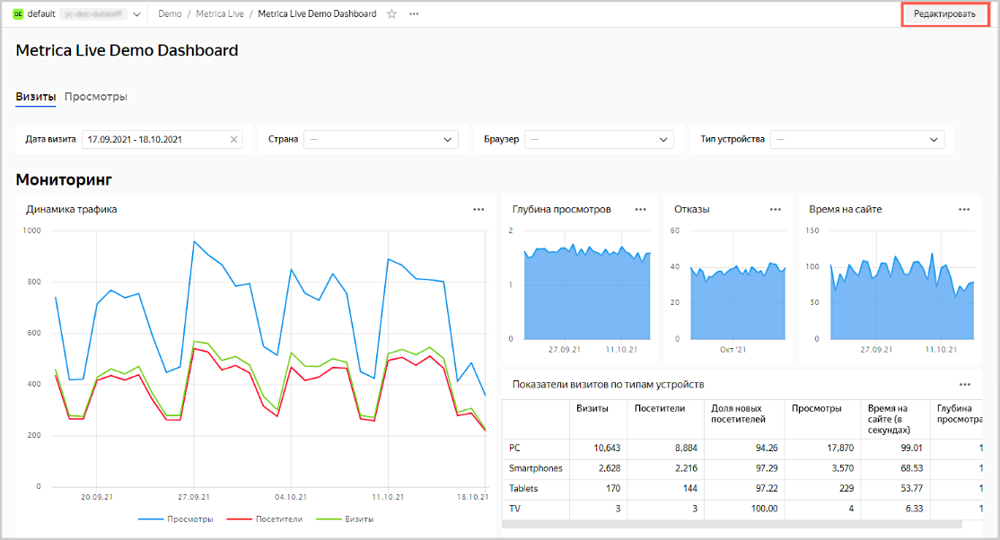 DE default
Demo / Metrica Live / Metrica Live Demo Dashboard
Редактировать
Metrica Live Demo Dashboard
Визиты Просмотры
Дата визита 17.09.2021 - 18.10.2021 Страна — Браузер — Тип устройства —
Мониторинг
Динамика трафика
1000
800
600
400
200
0
20.09.21 27.09.21 04.10.21 11.10.21 18.10.21
Просмотры Посетители Визиты
Глубина просмотров
2
1
0
27.09.21 11.10.21
Отказы
60
40
20
0
Окт '21
Время на сайте
150
100
50
0
27.09.21 11.10.21
Показатели визитов по типам устройств
Визиты Посетители Доля новых Просмотры Время на Глубина
посетителей сайте (в просмотра
секундах)
PC 10,643 8,884 94.26 17,870 99.01 1
Smartphones 2,628 2,216 97.29 3,570 68.53 1
Tablets 170 144 97.22 229 53.77 1
TV 3 3 100.00 4 6.33 1